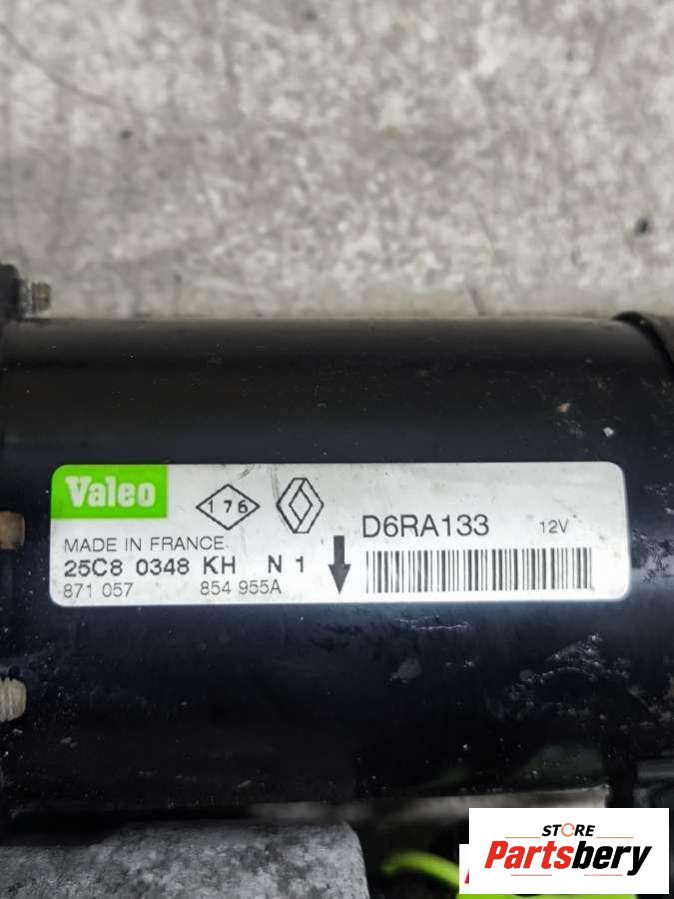 Valeo
176
D6RA133 12V
MADE IN FRANCE
25C8 0348 KH N 1
871 057 854 955A
STORE
Partsbery